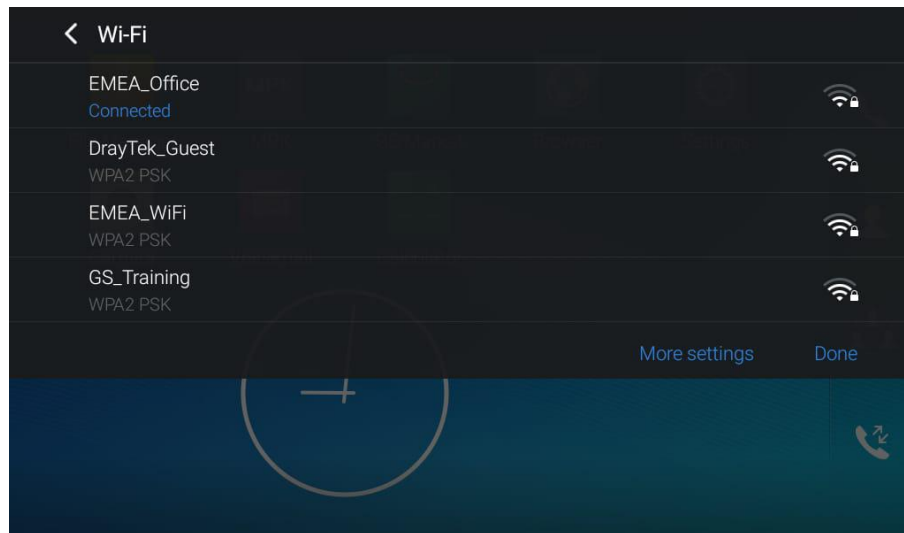 Wi-Fi
EMEA_Office
Connected
DrayTek_Guest
WPA2 PSK
EMEA_WiFi
WPA2 PSK
GS_Training
WPA2 PSK
More settings Done